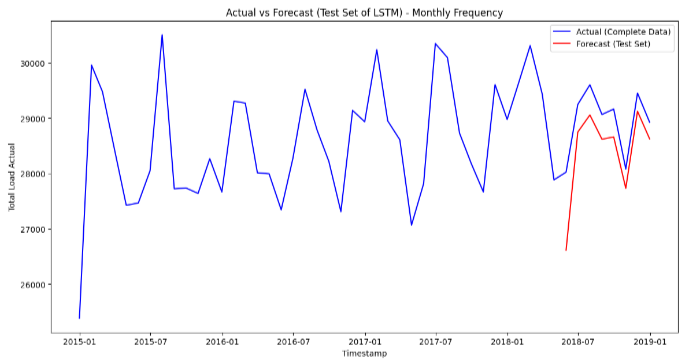 Actual vs Forecast (Test Set of LSTM) - Monthly Frequency
Actual (Complete Data)
Forecast (Test Set)
Total Load Actual
30000
29000
28000
27000
26000
2015-01
2015-07
2016-01
2016-07
2017-01
2017-07
2018-01
2018-07
2019-01
Timestamp